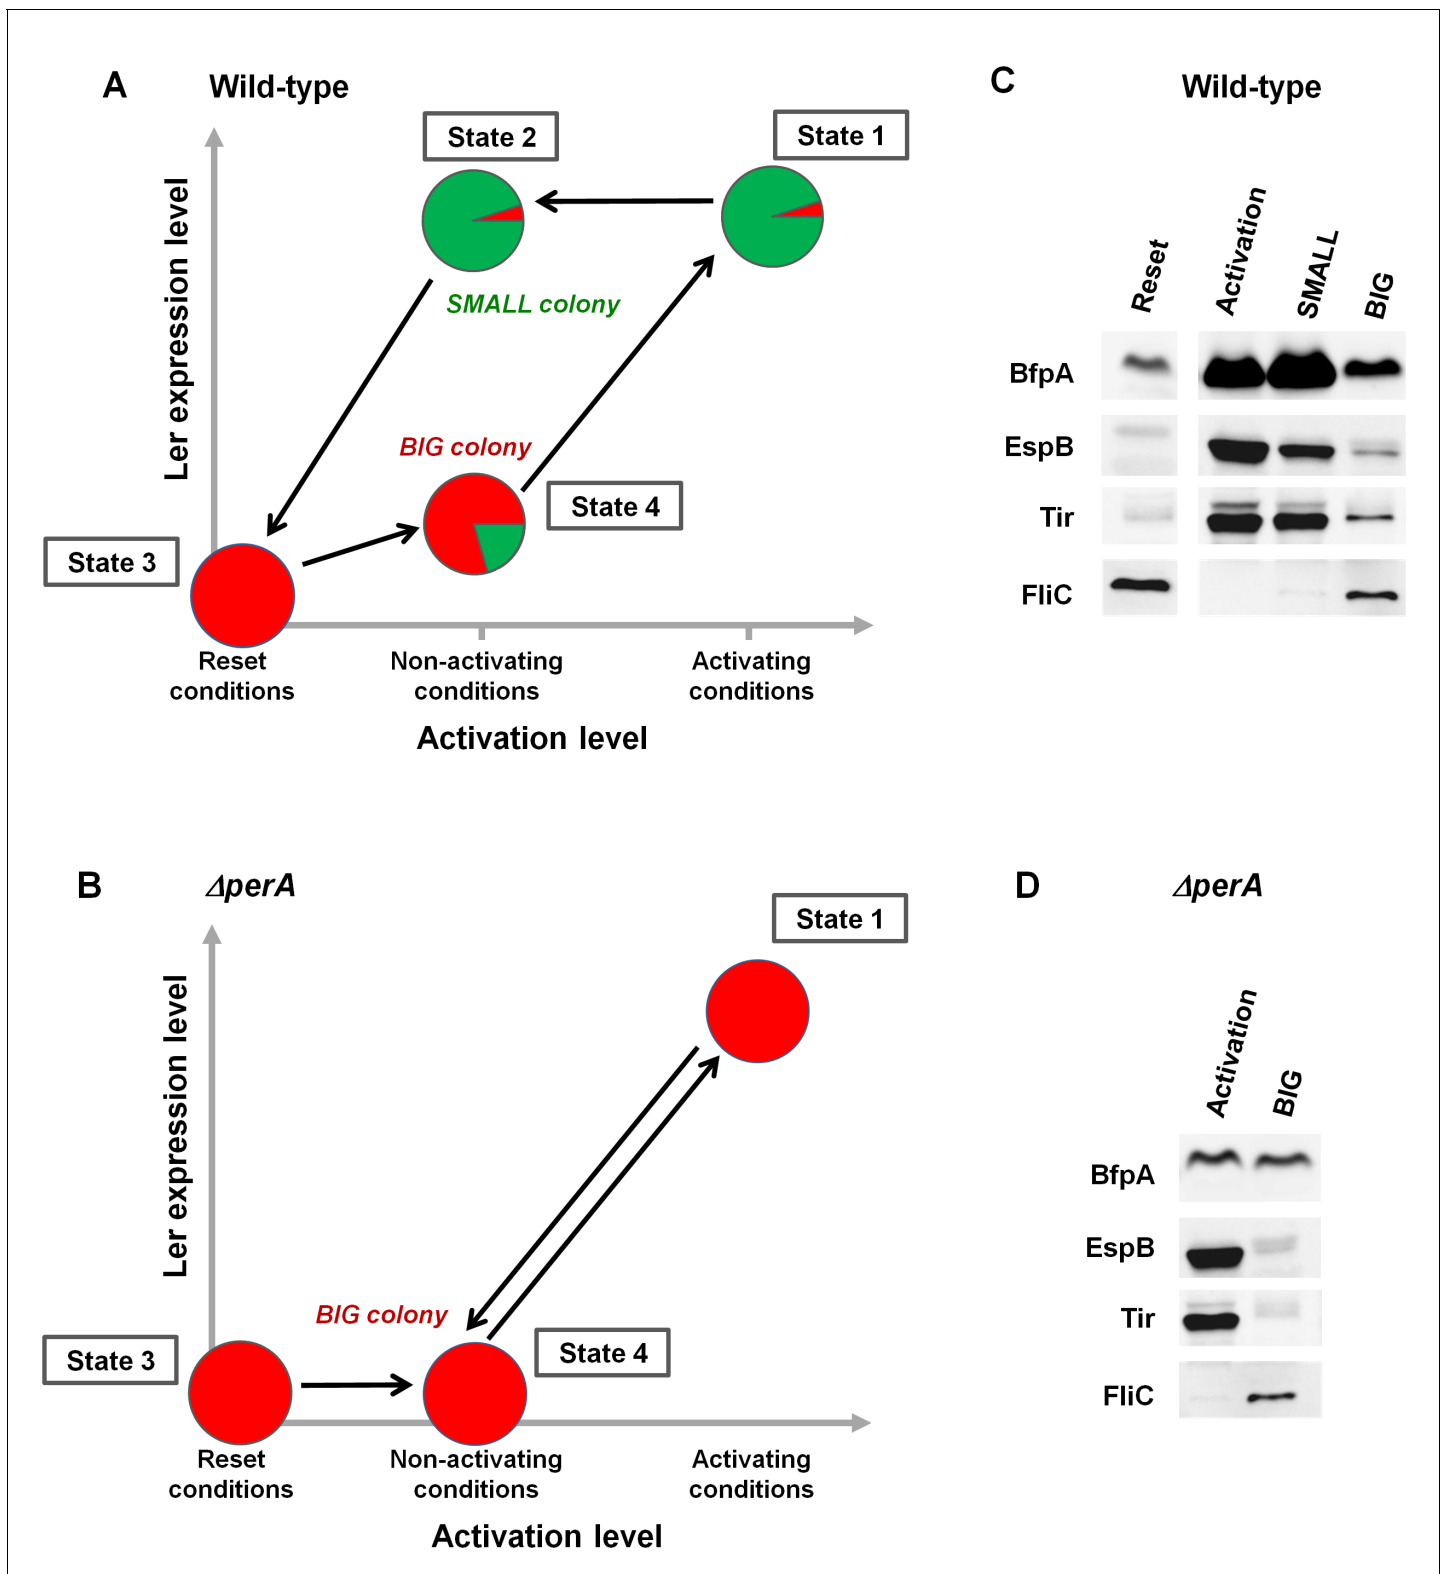 A
Wild-type
State 2
State 1
Ler expression level
SMALL colony
BIG colony
State 4
State 3
Reset
conditions
Non-activating
conditions
Activating
conditions
Activation level
C
Wild-type
Reset
Activation
SMALL
BIG
BfpA
EspB
Tir
FliC
B
ΔperA
State 1
Ler expression level
BIG colony
State 3
State 4
Reset
conditions
Non-activating
conditions
Activating
conditions
Activation level
D
ΔperA
Activation
BIG
BfpA
EspB
Tir
FliC